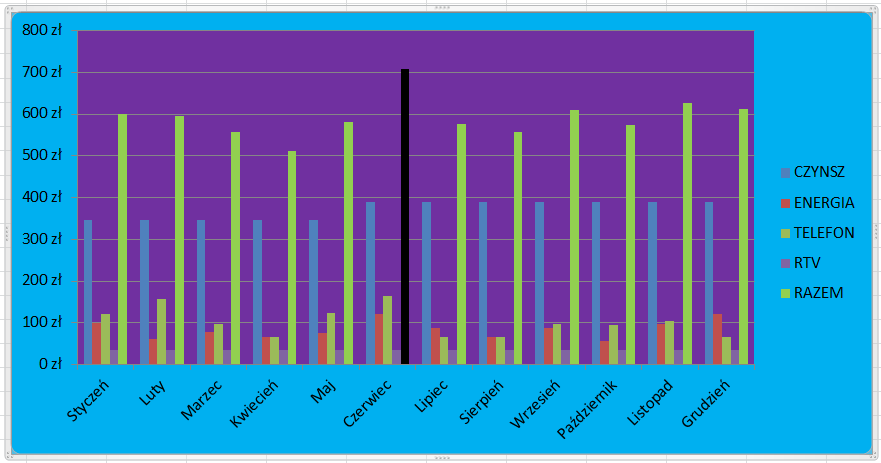 800 zł
700 zł
600 zł
500 zł
400 zł
300 zł
200 zł
100 zł
0 zł
Styczeń
Luty
Marzec
Kwiecień
Maj
Czerwiec
Lipiec
Sierpień
Wrzesień
Październik
Listopad
Grudzień
CZYNSZ
ENERGIA
TELEFON
RTV
RAZEM